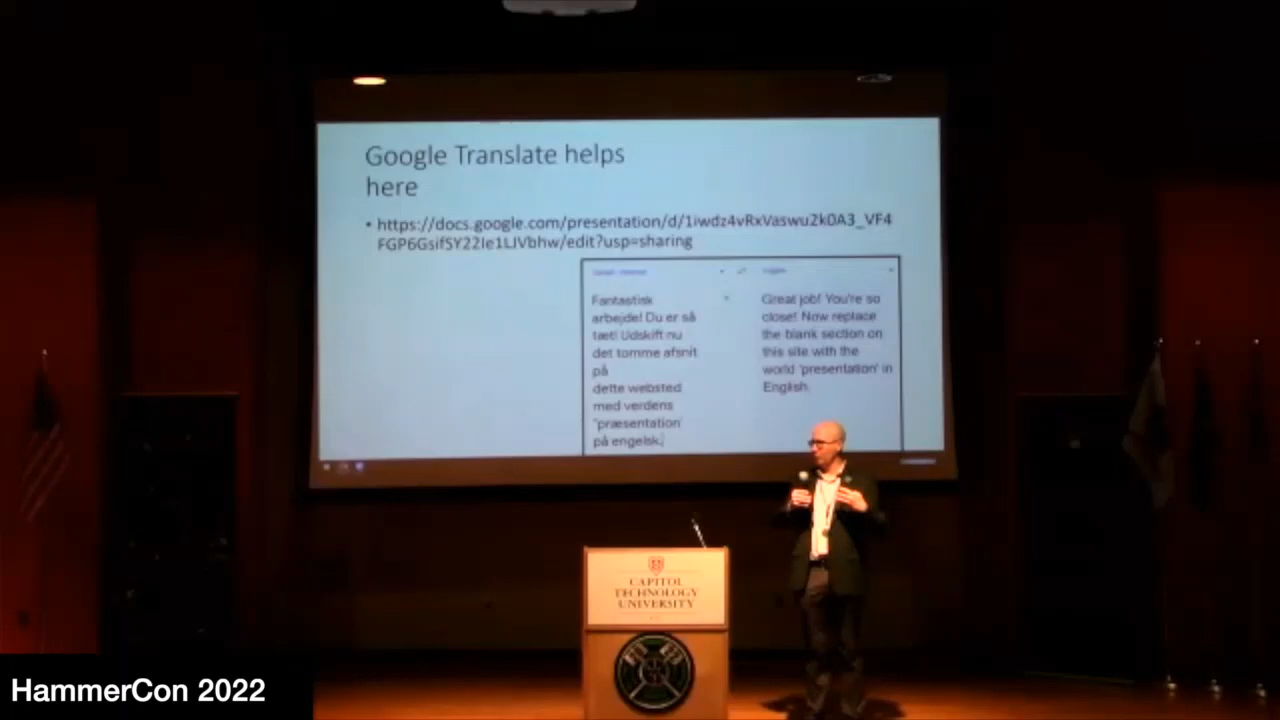 Google Translate helps
here
• https://docs.google.com/presentation/d/1iwdz4vRxVaswu2k0A3_VF4
FGP6GsifSY22Ie1LJVbhw/edit?usp=sharing
English
Fantastisk
arbejde! Du er så
tæt! Udskift nu
det tomme afsnit
på
dette websted
med verdens
"præsentation
på engelsk.
Great job! You're so
close! Now replace
the blank section on
this site with the
world 'presentation' in
English.
CAPITOL
TECHNOLOGY
UNIVERSITY
HammerCon 2022